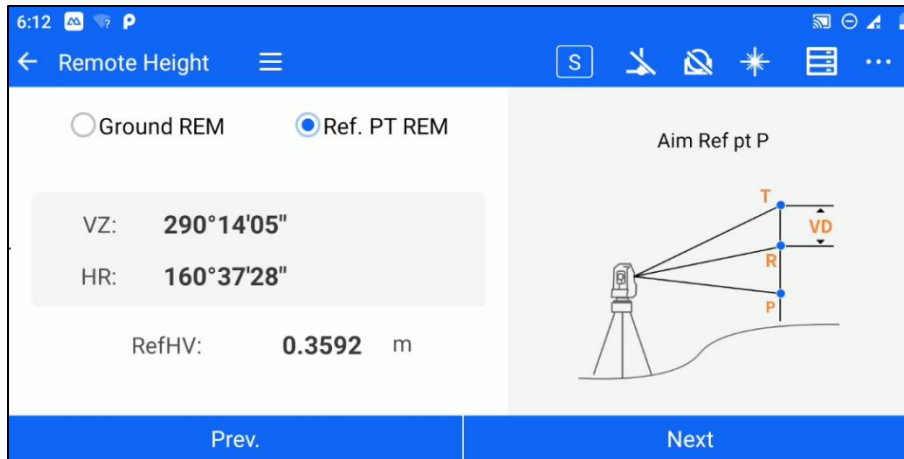 6:12
Remote Height
S
Ground REM
Ref. PT REM
VZ: 290°14'05"
HR: 160°37'28"
RefHV: 0.3592 m
Aim Ref pt P
T
VD
R
P
Prev.
Next